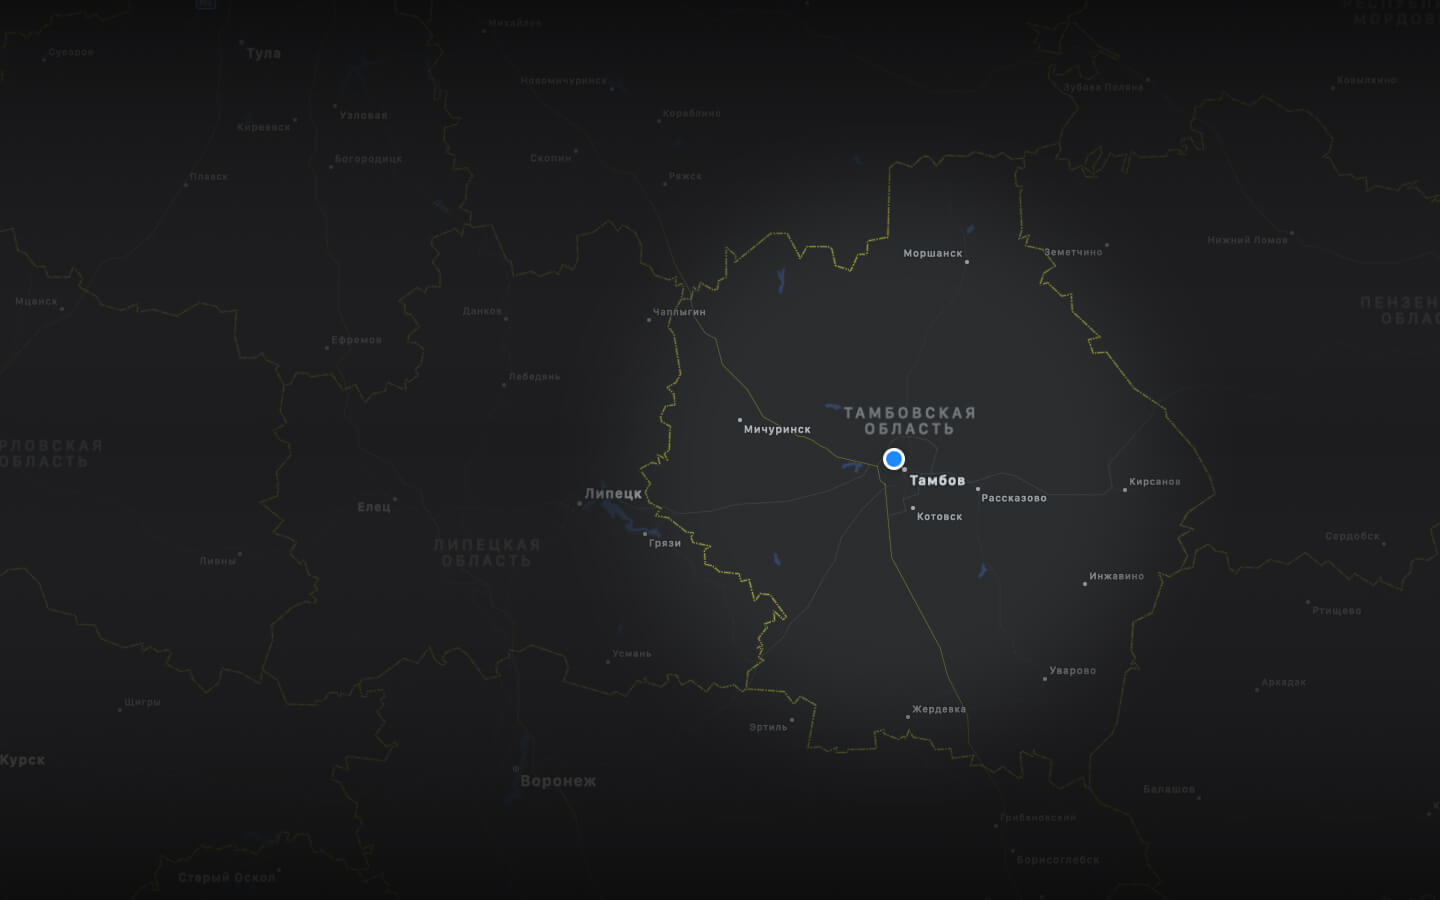 РЕСПУБЛ
МОРДОВ
Михайлов
Суворов
Тула
Новомичуринск
Ковылкино
Зубова Поляна
Узловая
Кораблино
Киреевск
Богородицк
Скопин
Плавск
Ряжск
Нижний Ломов
Моршанск
Земетчино
Мцанск
ПЕНЗЕН
ОБЛАС
Данков
Чаплыгин
Ефремов
Лебедянь
ТАМБОВСКАЯ
ОБЛАСТЬ
Мичуринск
РЛОВСКАЯ
ОБЛАСТЬ
Тамбов
Кирсанов
Липецк
Рассказово
Елец
Котовск
Сердобск
Грязи
ЛИПЕЦКАЯ
ОБЛАСТЬ
Ливны
Инжавино
Ртищево
Усмань
Уварово
Аркадак
Щигры
Жердевка
Эртиль
Курск
Воронеж
Балашов
Грибановский
Борисоглебск
Старый Оскол